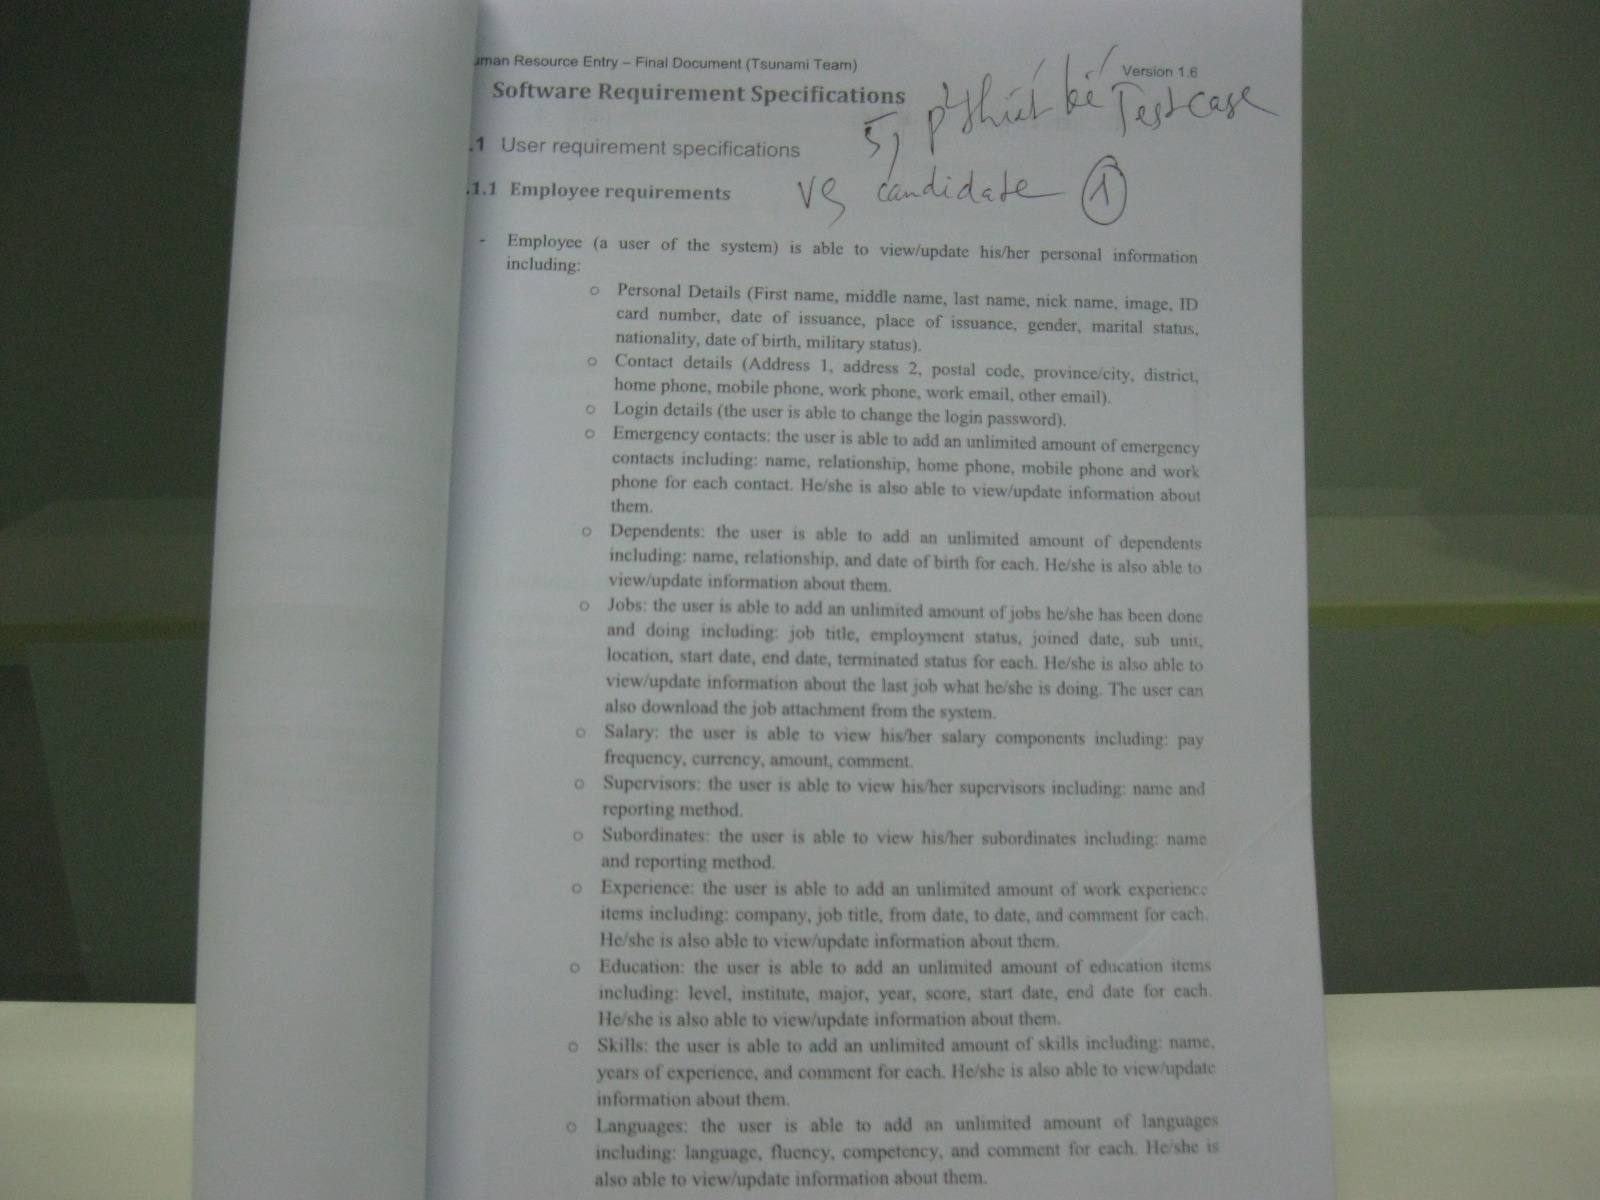 uman Resource Entry – Final Document (Tsunami Team)
Version 1.6
Software Requirement Specifications
5, p² thiết kế Testcase
.1 User requirement specifications
vs candidate 1
.1.1 Employee requirements
- Employee (a user of the system) is able to view/update his/her personal information
including:
o Personal Details (First name, middle name, last name, nick name, image, ID
card number, date of issuance, place of issuance, gender, marital status,
nationality, date of birth, military status).
o Contact details (Address 1, address 2, postal code, province/city, district,
home phone, mobile phone, work phone, work email, other email).
o Login details (the user is able to change the login password).
o Emergency contacts: the user is able to add an unlimited amount of emergency
contacts including: name, relationship, home phone, mobile phone and work
phone for each contact. He/she is also able to view/update information about
them.
o Dependents: the user is able to add an unlimited amount of dependents
including: name, relationship, and date of birth for each. He/she is also able to
view/update information about them.
o Jobs: the user is able to add an unlimited amount of jobs he/she has been done
and doing including: job title, employment status, joined date, sub unit,
location, start date, end date, terminated status for each. He/she is also able to
view/update information about the last job what he/she is doing. The user can
also download the job attachment from the system.
o Salary: the user is able to view his/her salary components including: pay
frequency, currency, amount, comment.
o Supervisors: the user is able to view his/her supervisors including: name and
reporting method.
o Subordinates: the user is able to view his/her subordinates including: name
and reporting method.
o Experience: the user is able to add an unlimited amount of work experience
items including: company, job title, from date, to date, and comment for each.
He/she is also able to view/update information about them.
o Education: the user is able to add an unlimited amount of education items
including: level, institute, major, year, score, start date, end date for each.
He/she is also able to view/update information about them.
o Skills: the user is able to add an unlimited amount of skills including: name,
years of experience, and comment for each. He/she is also able to view/update
information about them.
o Languages: the user is able to add an unlimited amount of languages
including: language, fluency, competency, and comment for each. He/she is
also able to view/update information about them.